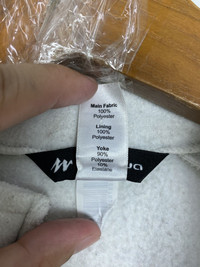 Main Fabric
100%
Polyester
Lining
100%
Polyester
Yoke
90%
Polyester
10%
Elastane